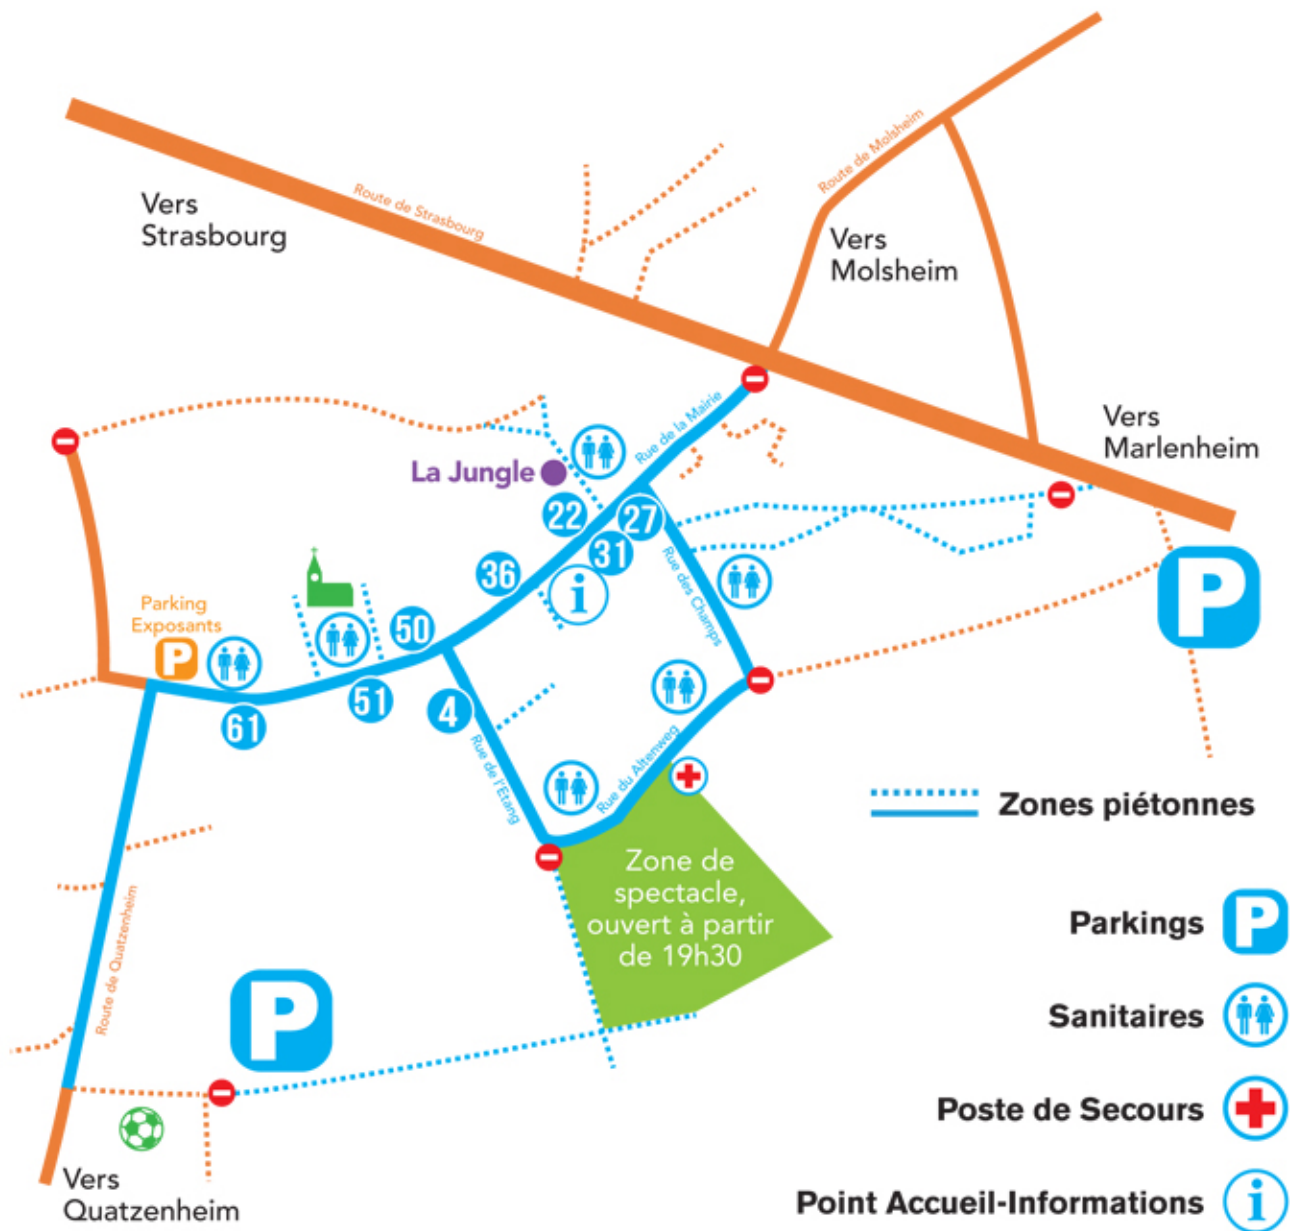 Route de Molsheim
Vers
Strasbourg
Route de Strasbourg
Vers
Molsheim
Vers
Marlenheim
Rue de la Mairie
La Jungle
22
27
31
36
i
Rue des Champs
P
Parking
Exposants
P
50
51
61
4
Rue de l'Etang
Rue du Altenweg
Zones piétonnes
Zone de
spectacle,
ouvert à partir
de 19h30
Route de Quatzenheim
P
Parkings P
Sanitaires
Poste de Secours
Point Accueil-Informations i
Vers
Quatzenheim